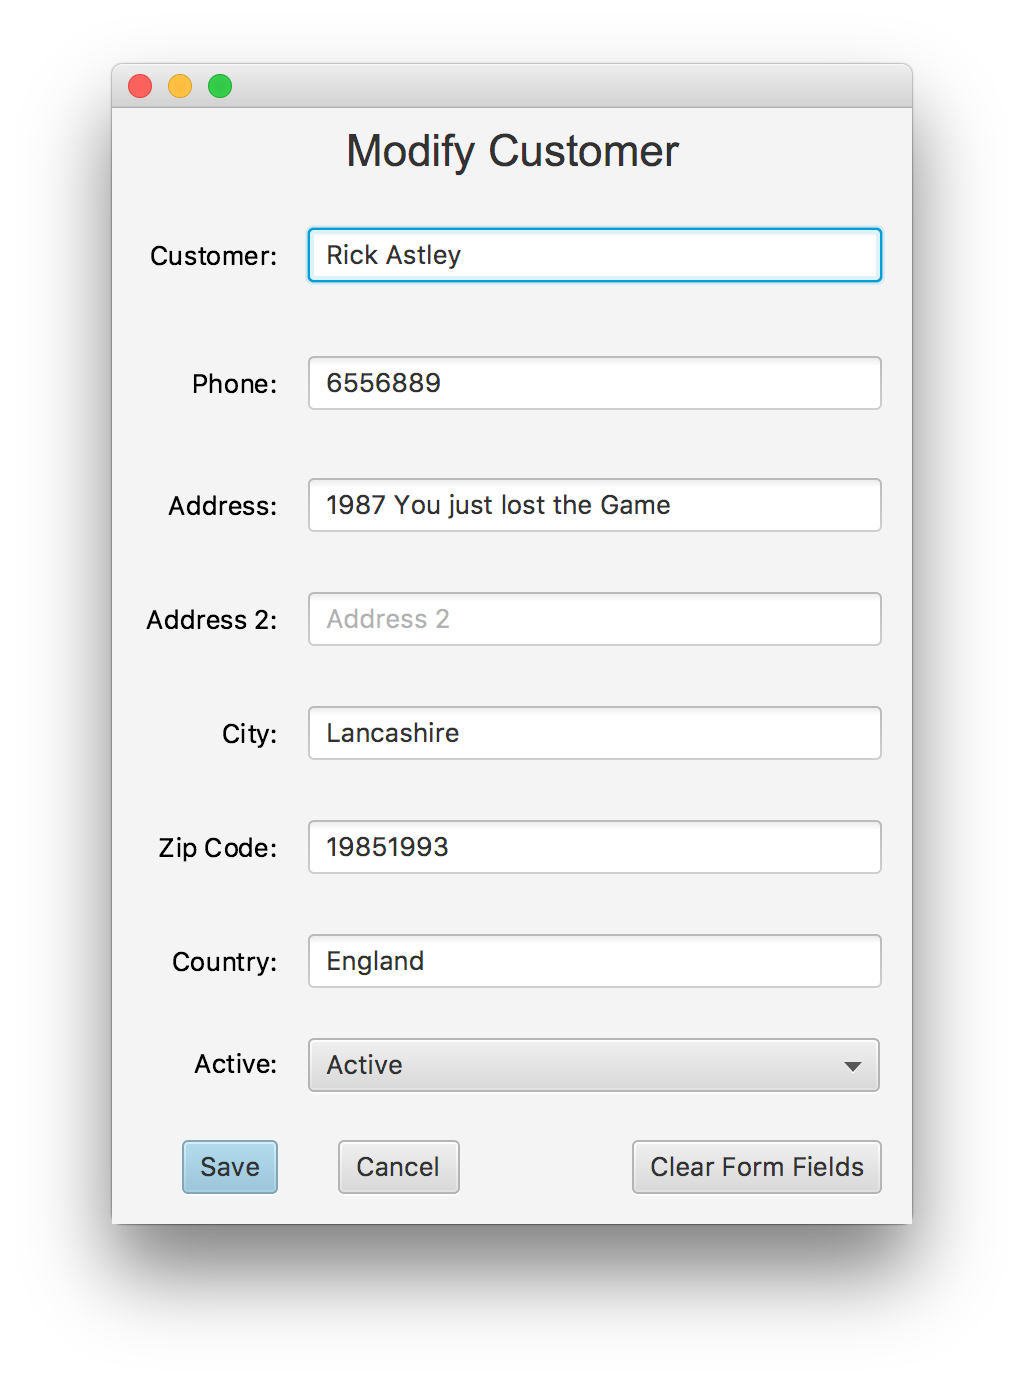 Modify Customer
Customer: Rick Astley
Phone: 6556889
Address: 1987 You just lost the Game
Address 2: Address 2
City: Lancashire
Zip Code: 19851993
Country: England
Active: Active
Save Cancel Clear Form Fields